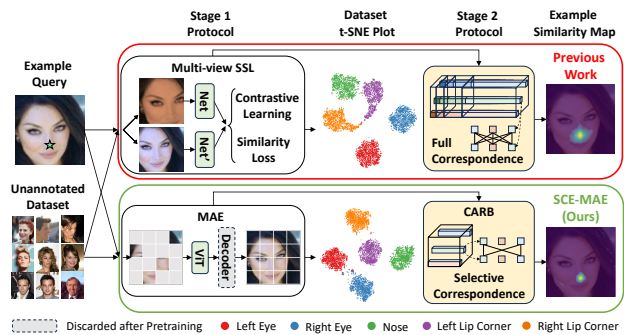 Stage 1
Protocol
Dataset
t-SNE Plot
Stage 2
Protocol
Example
Similarity Map
Example
Query
Multi-view SSL
Net
Net'
Contrastive
Learning
Similarity
Loss
Full
Correspondence
Previous
Work
Unannotated
Dataset
MAE
ViT
Decoder
CARB
Selective
Correspondence
SCE-MAE
(Ours)
Discarded after Pretraining
Left Eye
Right Eye
Nose
Left Lip Corner
Right Lip Corner